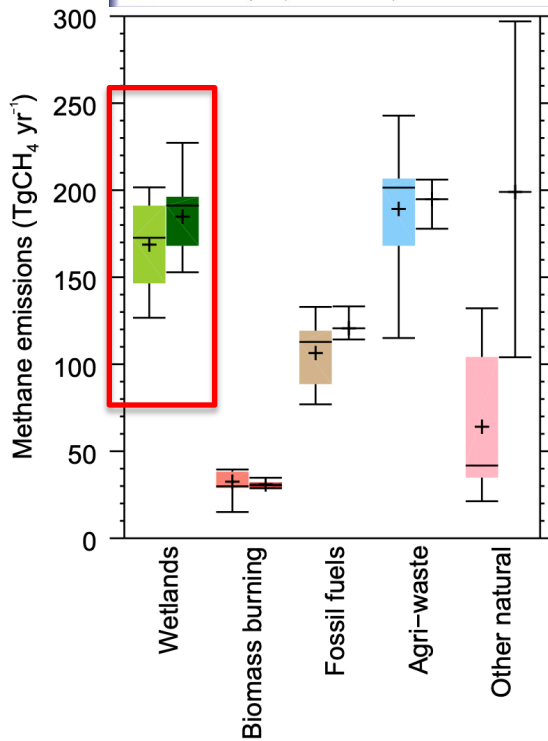 Methane emissions (TgCH₄ yr⁻¹)
300
250
200
150
100
50
0
Wetlands
Biomass burning
Fossil fuels
Agri−waste
Other natural